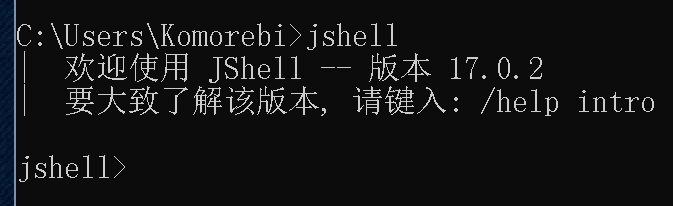 C:\Users\Komorebi>jshell
|  欢迎使用 JShell -- 版本 17.0.2
|  要大致了解该版本, 请键入: /help intro
jshell>